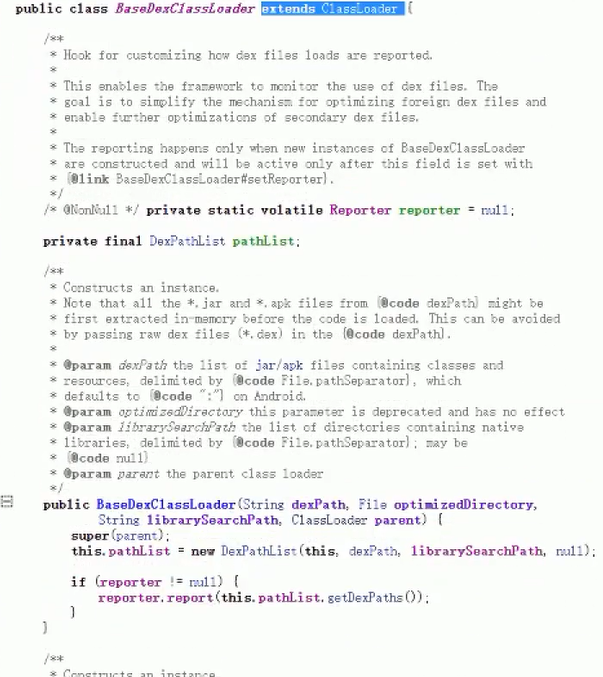 public class BaseDexClassLoader extends ClassLoader {
/**
* Hook for customizing how dex files loads are reported.
*
* This enables the framework to monitor the use of dex files. The
* goal is to simplify the mechanism for optimizing foreign dex files and
* enable further optimizations of secondary dex files.
*
* The reporting happens only when new instances of BaseDexClassLoader
* are constructed and will be active only after this field is set with
* {@link BaseDexClassLoader#setReporter}.
*/
/* @NonNull */ private static volatile Reporter reporter = null;
private final DexPathList pathList;
/**
* Constructs an instance.
* Note that all the *.jar and *.apk files from {@code dexPath} might be
* first extracted in-memory before the code is loaded. This can be avoided
* by passing raw dex files (*.dex) in the {@code dexPath}.
*
* @param dexPath the list of jar/apk files containing classes and
* resources, delimited by {@code File.pathSeparator}, which
* defaults to {@code ":"} on Android.
* @param optimizedDirectory this parameter is deprecated and has no effect
* @param librarySearchPath the list of directories containing native
* libraries, delimited by {@code File.pathSeparator}; may be
* {@code null}
* @param parent the parent class loader
*/
public BaseDexClassLoader(String dexPath, File optimizedDirectory,
String librarySearchPath, ClassLoader parent) {
super(parent);
this.pathList = new DexPathList(this, dexPath, librarySearchPath, null);
if (reporter != null) {
reporter.report(this.pathList.getDexPaths());
}
}
/**
* Constructs an instance